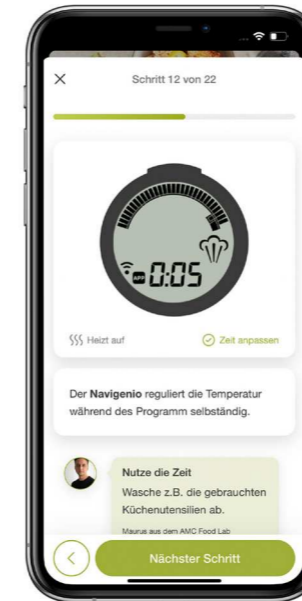 Schritt 12 von 22
APP 0:05
Heizt auf
Zeit anpassen
Der Navigenio reguliert die Temperatur
während des Programm selbständig.
Nutze die Zeit
Wasche z.B. die gebrauchten
Küchenutensilien ab.
Maurus aus dem AMC Food Lab
Nächster Schritt